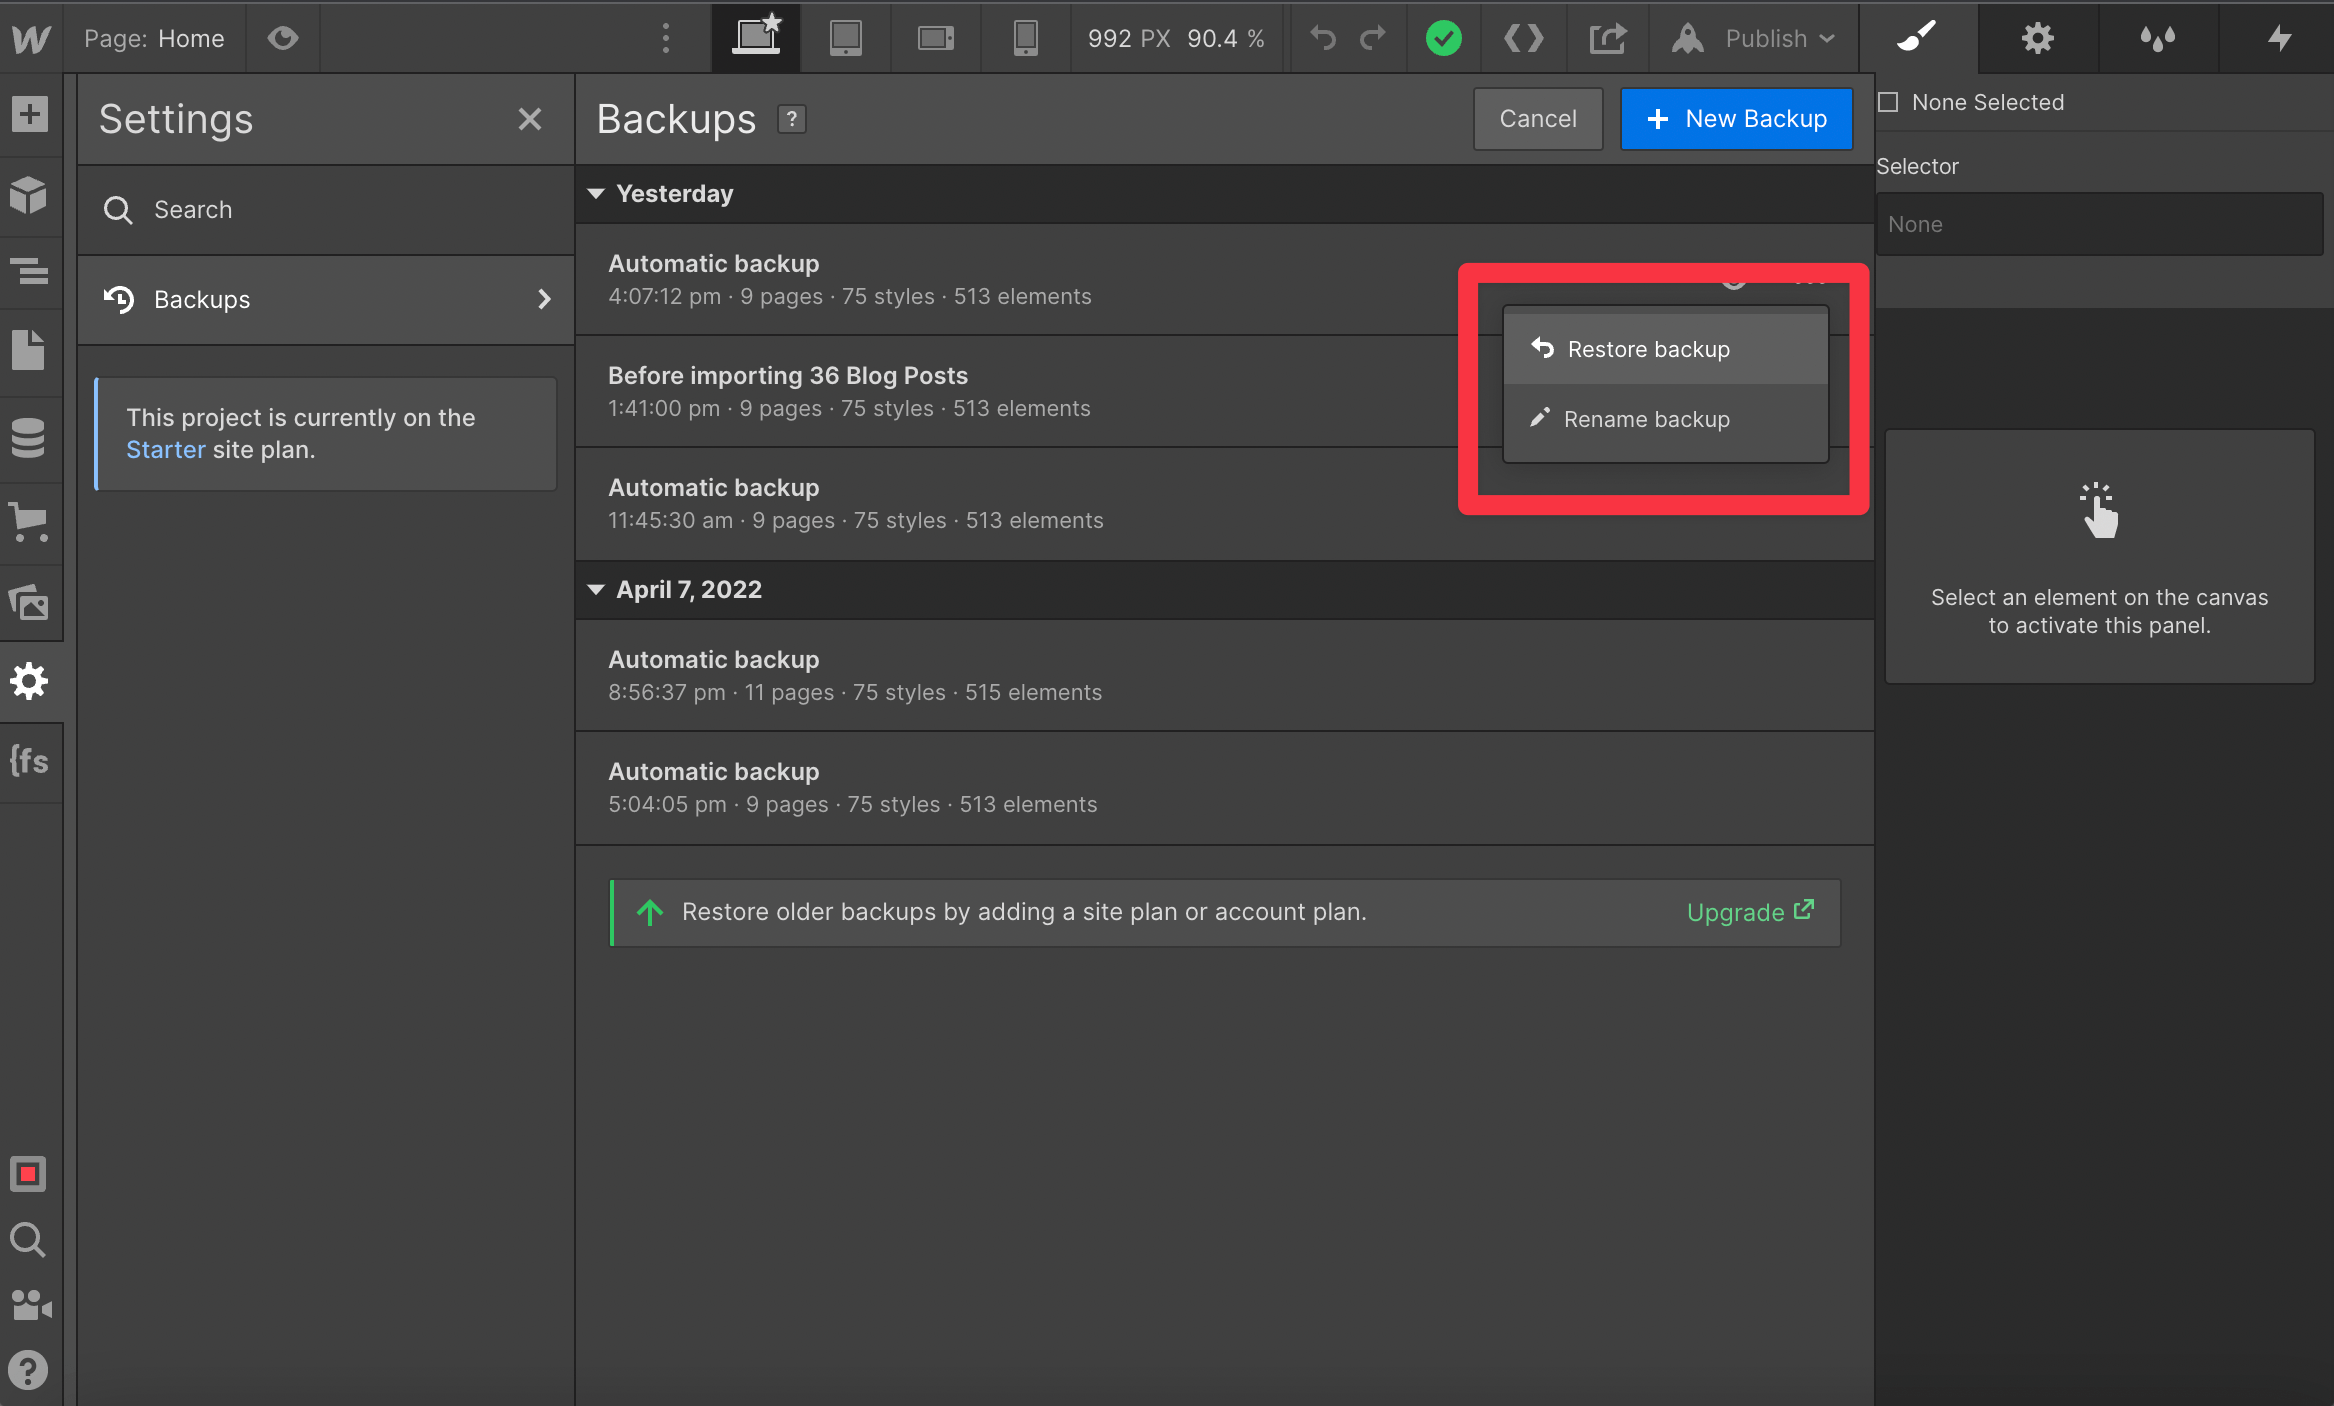 Page: Home
992 PX 90.4 %
Publish
Settings
Search
Backups
This project is currently on the
Starter site plan.
{fs
Backups ?
Cancel
+ New Backup
Yesterday
Automatic backup
4:07:12 pm · 9 pages · 75 styles · 513 elements
Before importing 36 Blog Posts
1:41:00 pm · 9 pages · 75 styles · 513 elements
Automatic backup
11:45:30 am · 9 pages · 75 styles · 513 elements
Restore backup
Rename backup
April 7, 2022
Automatic backup
8:56:37 pm · 11 pages · 75 styles · 515 elements
Automatic backup
5:04:05 pm · 9 pages · 75 styles · 513 elements
Restore older backups by adding a site plan or account plan.
Upgrade
None Selected
Selector
None
Select an element on the canvas
to activate this panel.